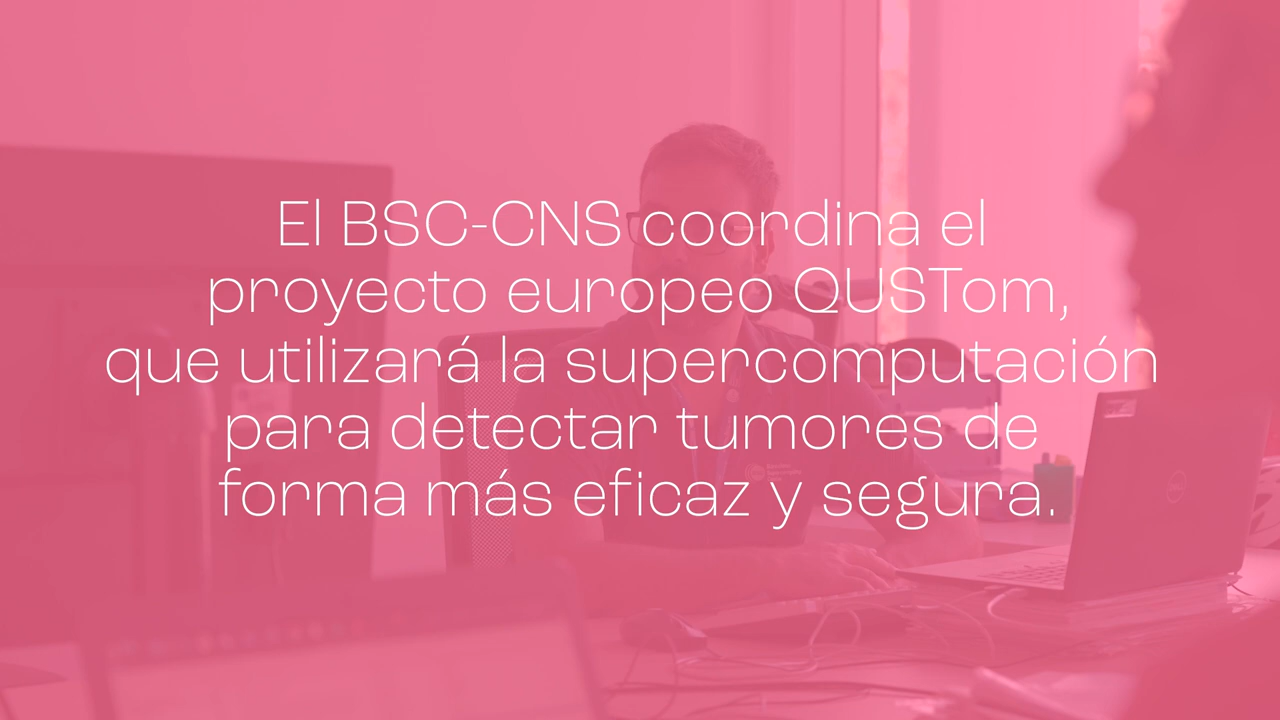 El BSC-CNS coordina el
proyecto europeo QUSTom,
que utilizará la supercomputación
para detectar tumores de
forma más eficaz y segura.